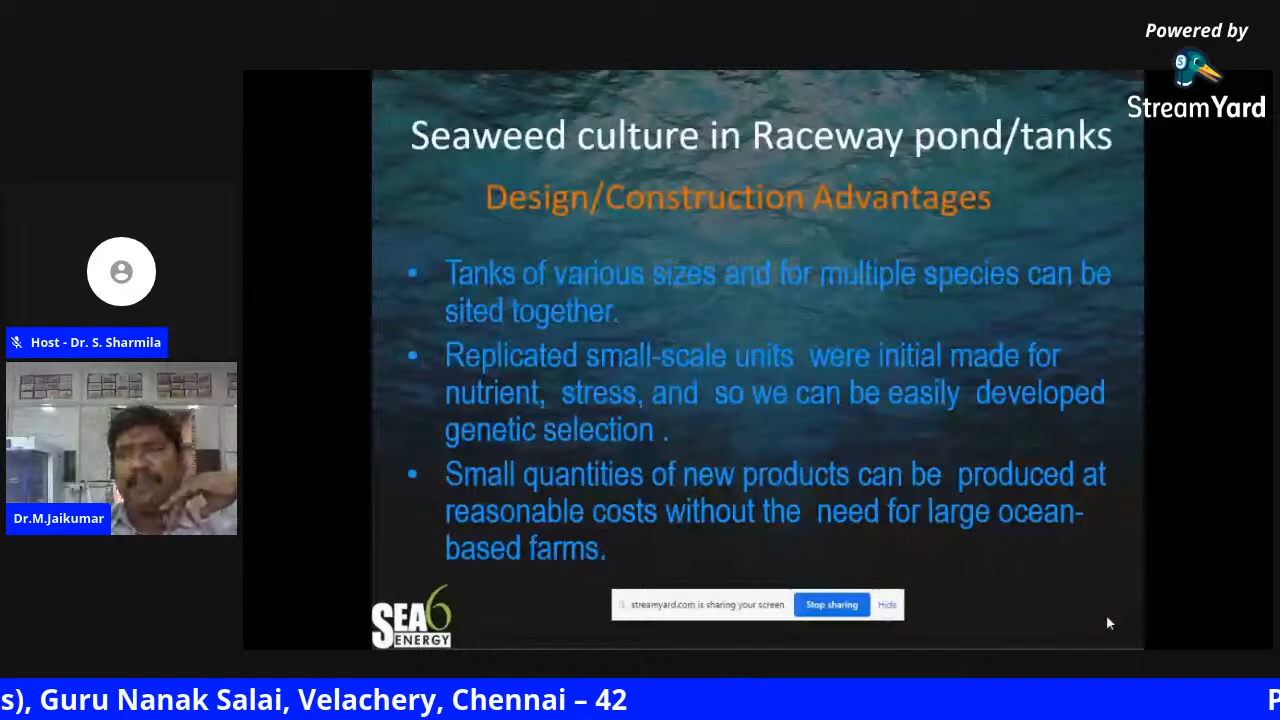 Powered by
StreamYard
Seaweed culture in Raceway pond/tanks
Design/Construction Advantages
• Tanks of various sizes and for multiple species can be
sited together.
• Replicated small-scale units were initial made for
nutrient, stress, and so we can be easily developed
genetic selection .
• Small quantities of new products can be produced at
reasonable costs without the need for large ocean-
based farms.
SEA6
ENERGY
streamyard.com is sharing your screen
Stop sharing
Hide
Host - Dr. S. Sharmila
Dr.M.Jaikumar
s), Guru Nanak Salai, Velachery, Chennai – 42
P